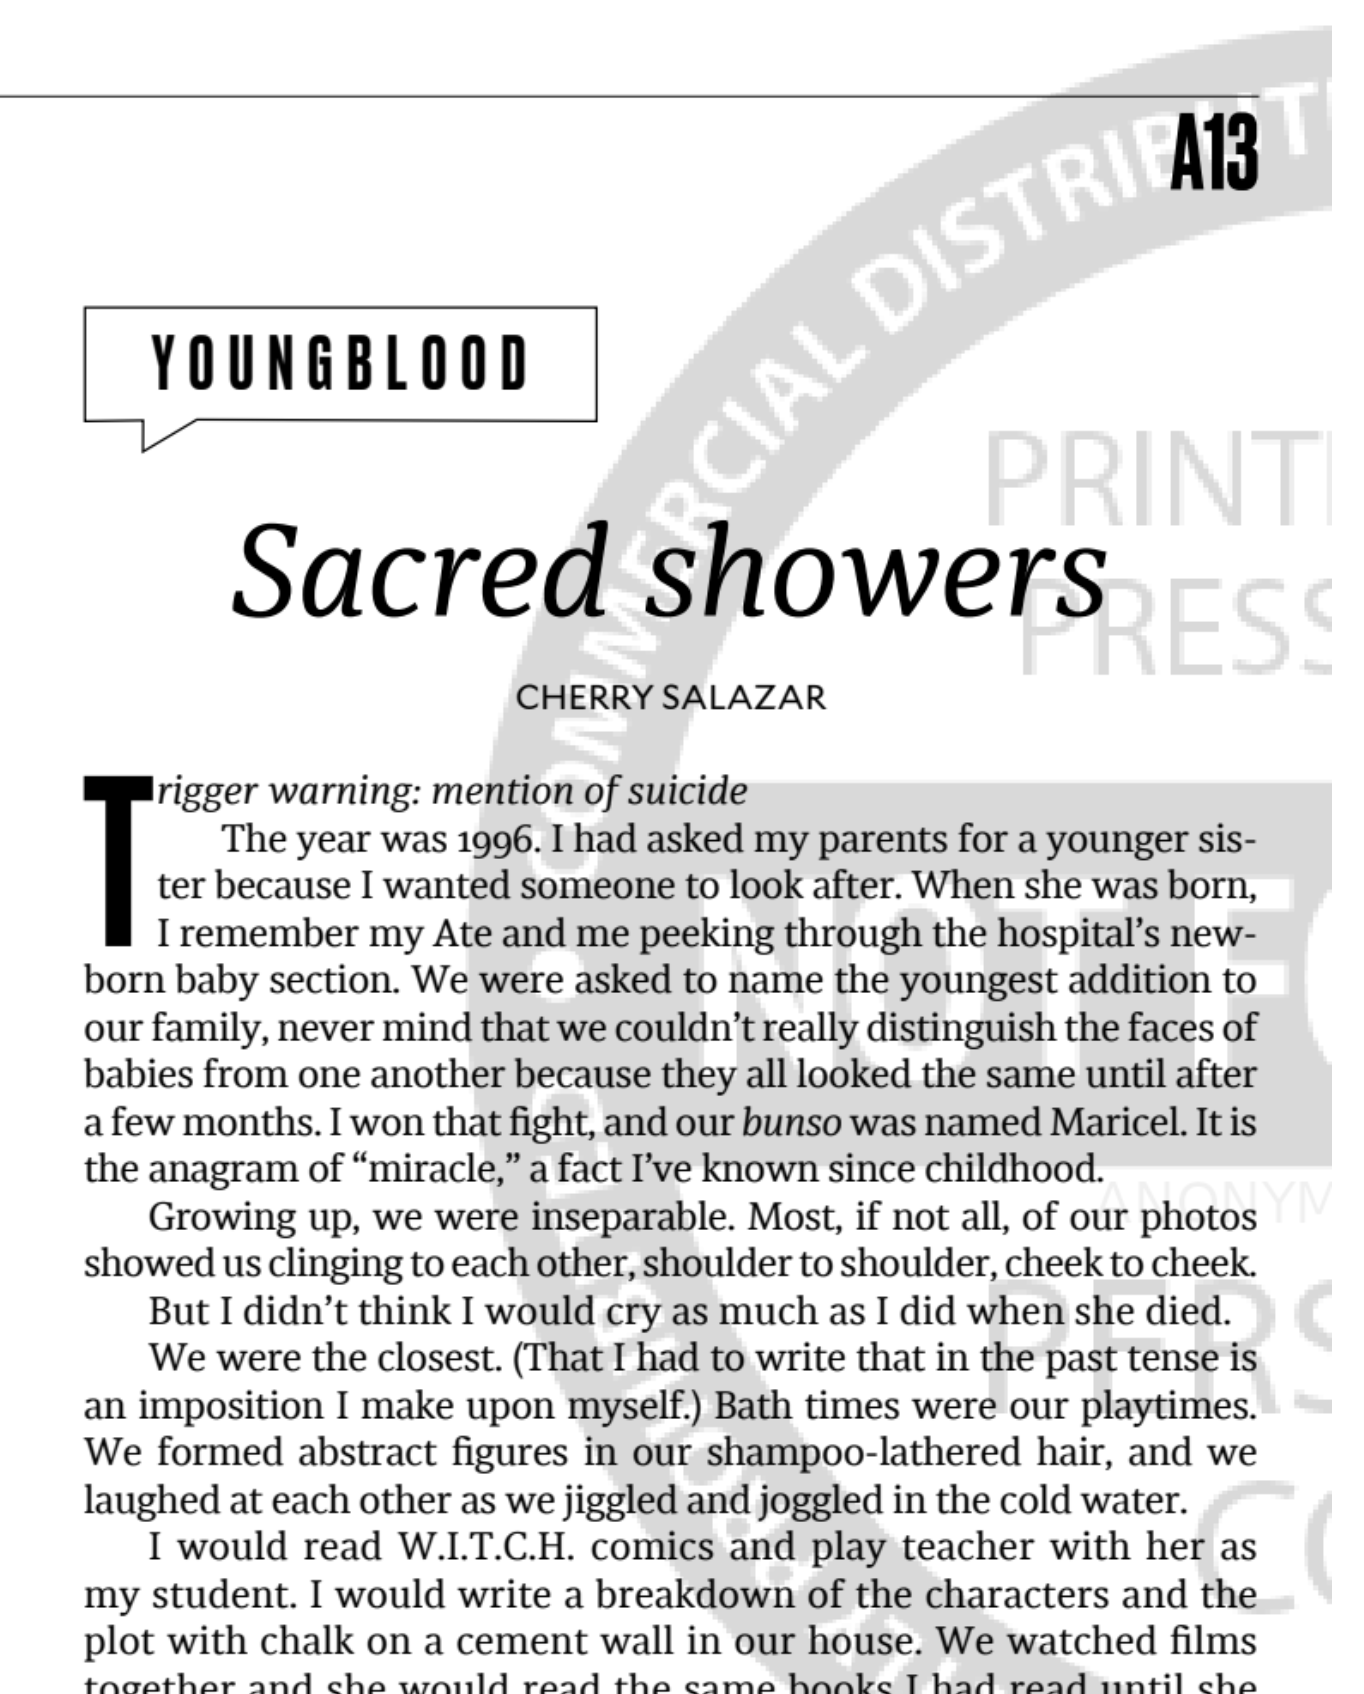 A13
YOUNGBLOOD
Sacred showers
CHERRY SALAZAR
Trigger warning: mention of suicide
The year was 1996. I had asked my parents for a younger sis-
ter because I wanted someone to look after. When she was born,
I remember my Ate and me peeking through the hospital's new-
born baby section. We were asked to name the youngest addition to
our family, never mind that we couldn't really distinguish the faces of
babies from one another because they all looked the same until after
a few months. I won that fight, and our bunso was named Maricel. It is
the anagram of “miracle,” a fact I've known since childhood.
Growing up, we were inseparable. Most, if not all, of our photos
showed us clinging to each other, shoulder to shoulder, cheek to cheek.
But I didn't think I would cry as much as I did when she died.
We were the closest. (That I had to write that in the past tense is
an imposition I make upon myself.) Bath times were our playtimes.
We formed abstract figures in our shampoo-lathered hair, and we
laughed at each other as we jiggled and joggled in the cold water.
I would read W.I.T.C.H. comics and play teacher with her as
my student. I would write a breakdown of the characters and the
plot with chalk on a cement wall in our house. We watched films
together and she would read the same books I had read until she
COMMERCIAL
NOT